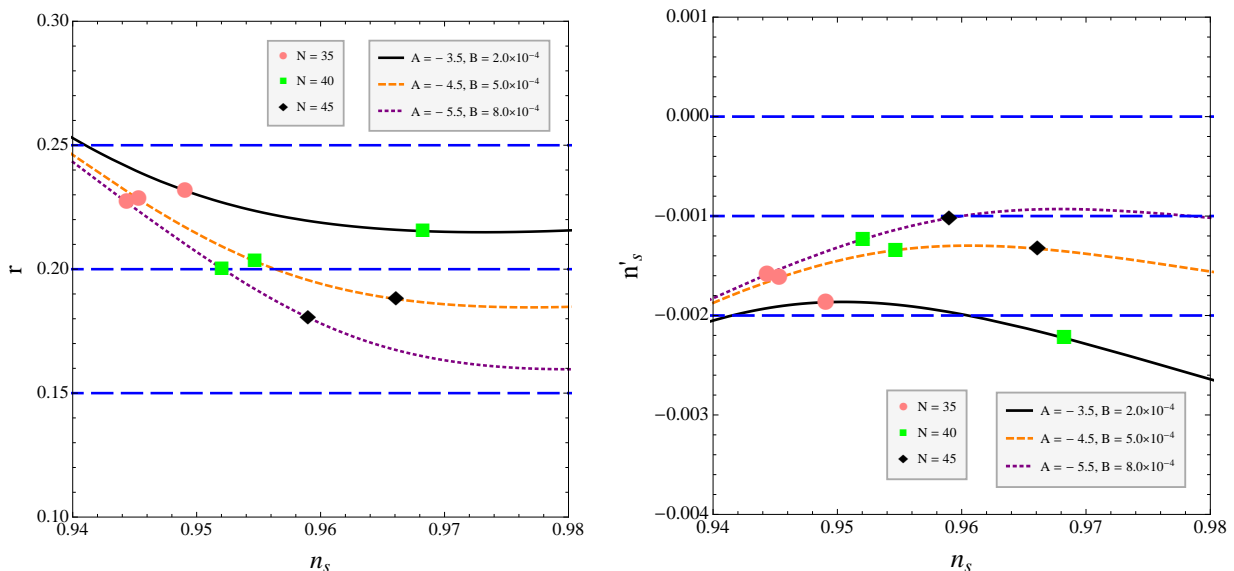 0.30
0.25
0.20
0.15
0.10
r
N = 35
N = 40
N = 45
A = − 3.5, B = 2.0×10⁻⁴
A = − 4.5, B = 5.0×10⁻⁴
A = − 5.5, B = 8.0×10⁻⁴
0.94 0.95 0.96 0.97 0.98
n_s
0.001
0.000
−0.001
−0.002
−0.003
−0.004
n'_s
N = 35
N = 40
N = 45
A = − 3.5, B = 2.0×10⁻⁴
A = − 4.5, B = 5.0×10⁻⁴
A = − 5.5, B = 8.0×10⁻⁴
0.94 0.95 0.96 0.97 0.98
n_s